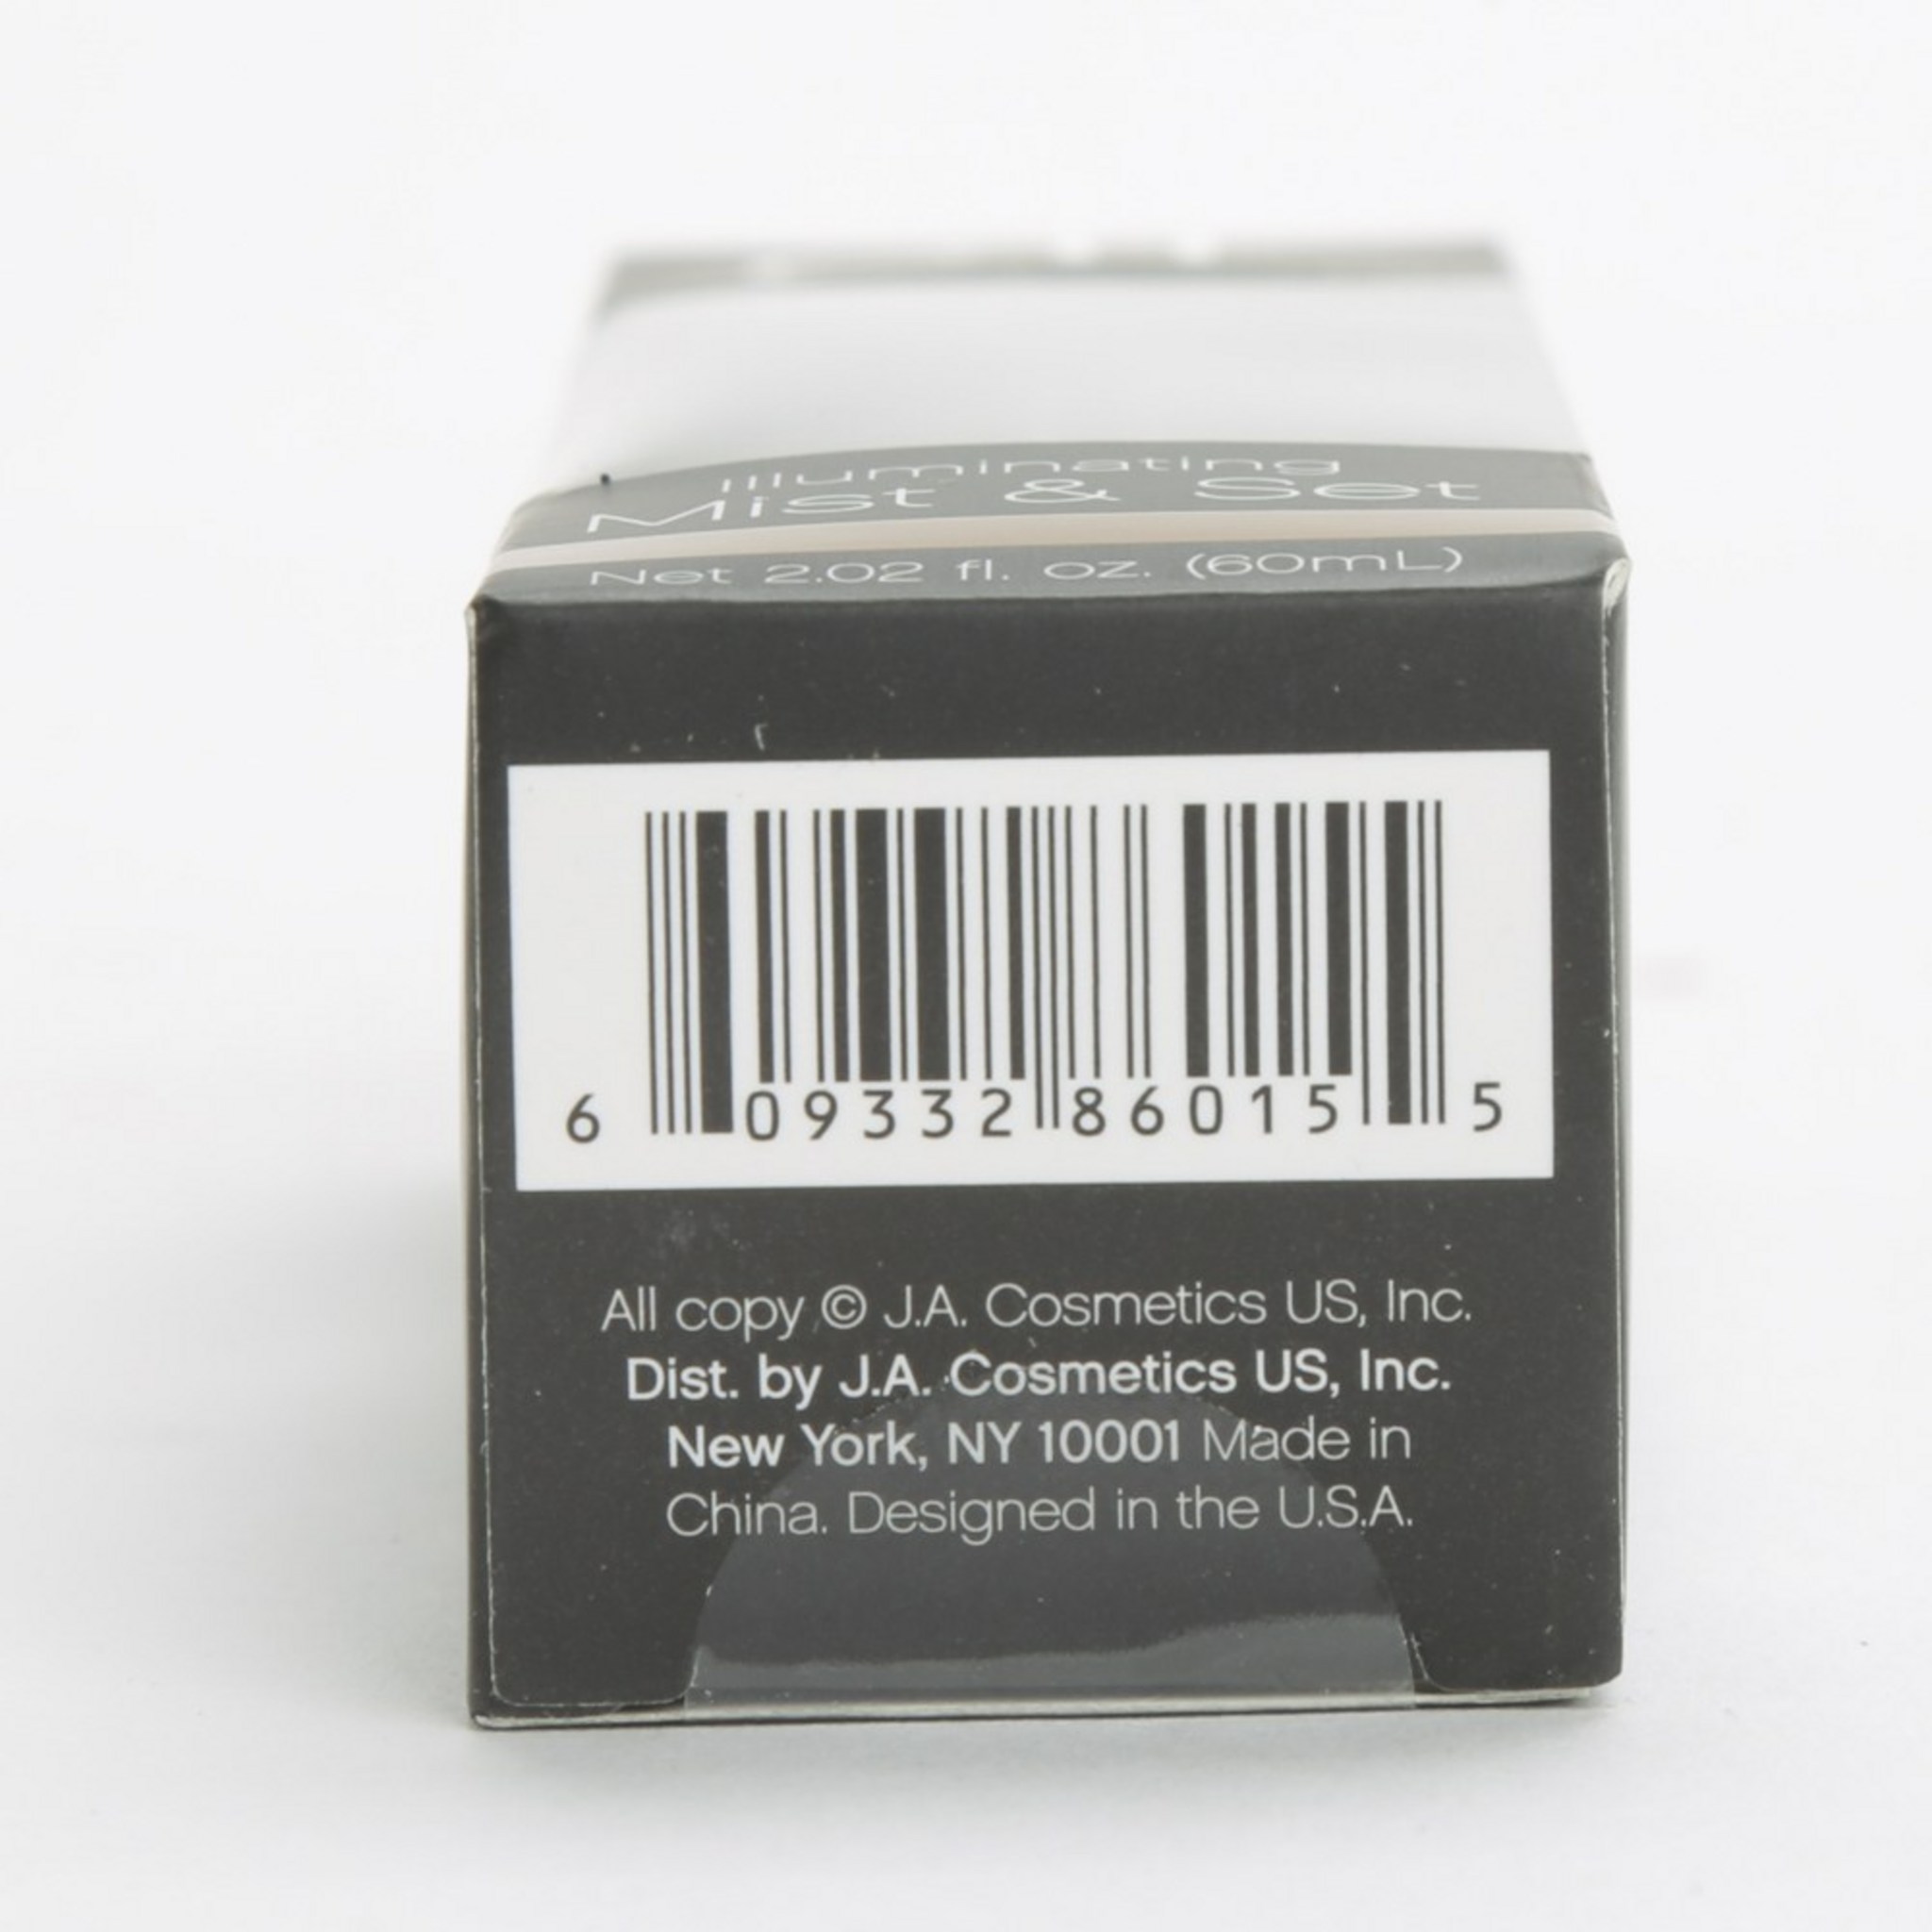 Illuminating
Mist & Set
Net 2.02 fl. oz. (60mL)
6 09332 86015 5
All copy © J.A. Cosmetics US, Inc.
Dist. by J.A. Cosmetics US, Inc.
New York, NY 10001 Made in
China. Designed in the U.S.A.